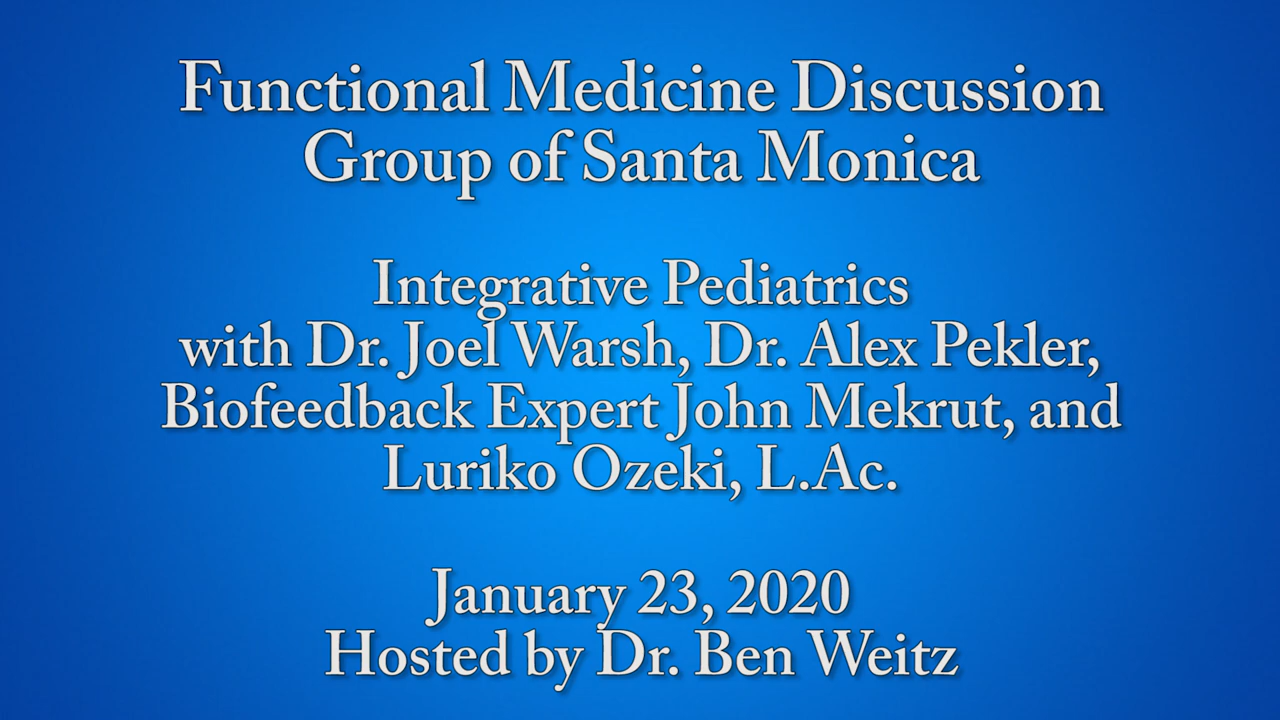 Functional Medicine Discussion
Group of Santa Monica
Integrative Pediatrics
with Dr. Joel Warsh, Dr. Alex Pekler,
Biofeedback Expert John Mekrut, and
Luriko Ozeki, L.Ac.
January 23, 2020
Hosted by Dr. Ben Weitz